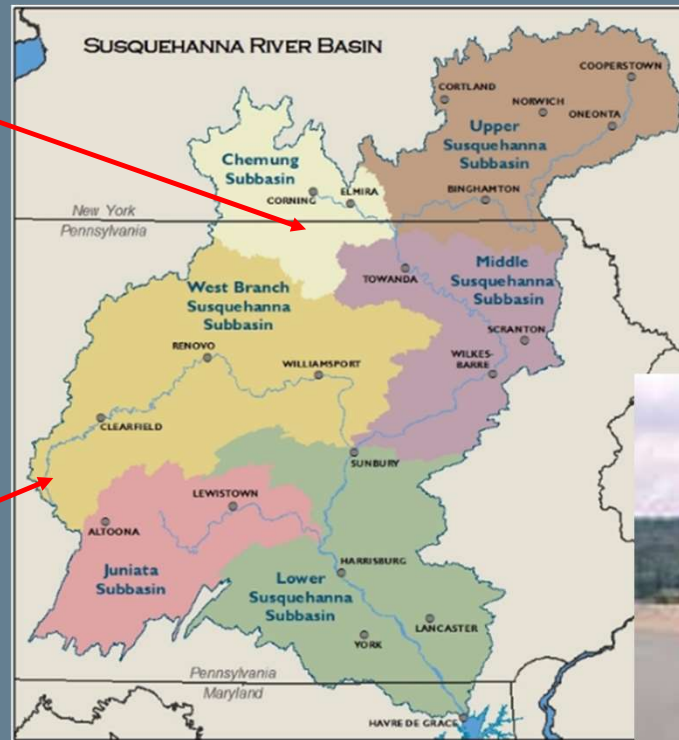 SUSQUEHANNA RIVER BASIN
COOPERSTOWN
CORTLAND
NORWICH
ONEONTA
Upper
Susquehanna
Subbasin
Chemung
Subbasin
CORNING
ELMIRA
BINGHAMTON
New York
Pennsylvania
TOWANDA
Middle
Susquehanna
Subbasin
West Branch
Susquehanna
Subbasin
SCRANTON
RENOVO
WILLIAMSPORT
WILKES-
BARRE
CLEARFIELD
SUNBURY
LEWISTOWN
ALTOONA
Juniata
Subbasin
HARRISBURG
Lower
Susquehanna
Subbasin
LANCASTER
YORK
Pennsylvania
Maryland
HAVRE DE GRACE